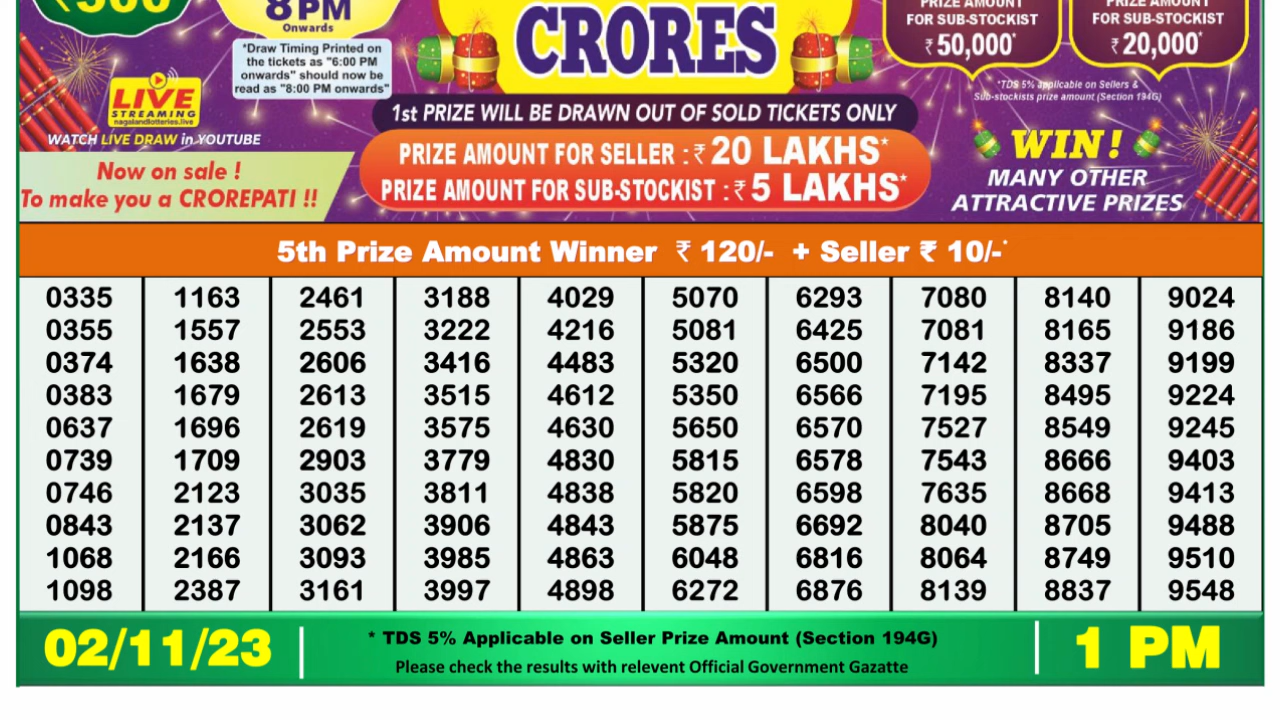 ₹500
8 PM
Onwards
*Draw Timing Printed on
the tickets as "6:00 PM
onwards" should now be
read as "8:00 PM onwards"
LIVE
STREAMING
nagalandlotteries.live
WATCH LIVE DRAW in YOUTUBE
Now on sale !
To make you a CROREPATI !!
CRORES
1st PRIZE WILL BE DRAWN OUT OF SOLD TICKETS ONLY
PRIZE AMOUNT FOR SELLER : ₹ 20 LAKHS*
PRIZE AMOUNT FOR SUB-STOCKIST : ₹ 5 LAKHS*
PRIZE AMOUNT
FOR SUB-STOCKIST
₹ 50,000*
PRIZE AMOUNT
FOR SUB-STOCKIST
₹ 20,000*
*TDS 5% applicable on Sellers &
Sub-stockists prize amount (Section 194G)
WIN !
MANY OTHER
ATTRACTIVE PRIZES
5th Prize Amount Winner ₹ 120/- + Seller ₹ 10/-*
0335 1163 2461 3188 4029 5070 6293 7080 8140 9024
0355 1557 2553 3222 4216 5081 6425 7081 8165 9186
0374 1638 2606 3416 4483 5320 6500 7142 8337 9199
0383 1679 2613 3515 4612 5350 6566 7195 8495 9224
0637 1696 2619 3575 4630 5650 6570 7527 8549 9245
0739 1709 2903 3779 4830 5815 6578 7543 8666 9403
0746 2123 3035 3811 4838 5820 6598 7635 8668 9413
0843 2137 3062 3906 4843 5875 6692 8040 8705 9488
1068 2166 3093 3985 4863 6048 6816 8064 8749 9510
1098 2387 3161 3997 4898 6272 6876 8139 8837 9548
02/11/23
* TDS 5% Applicable on Seller Prize Amount (Section 194G)
Please check the results with relevent Official Government Gazatte
1 PM